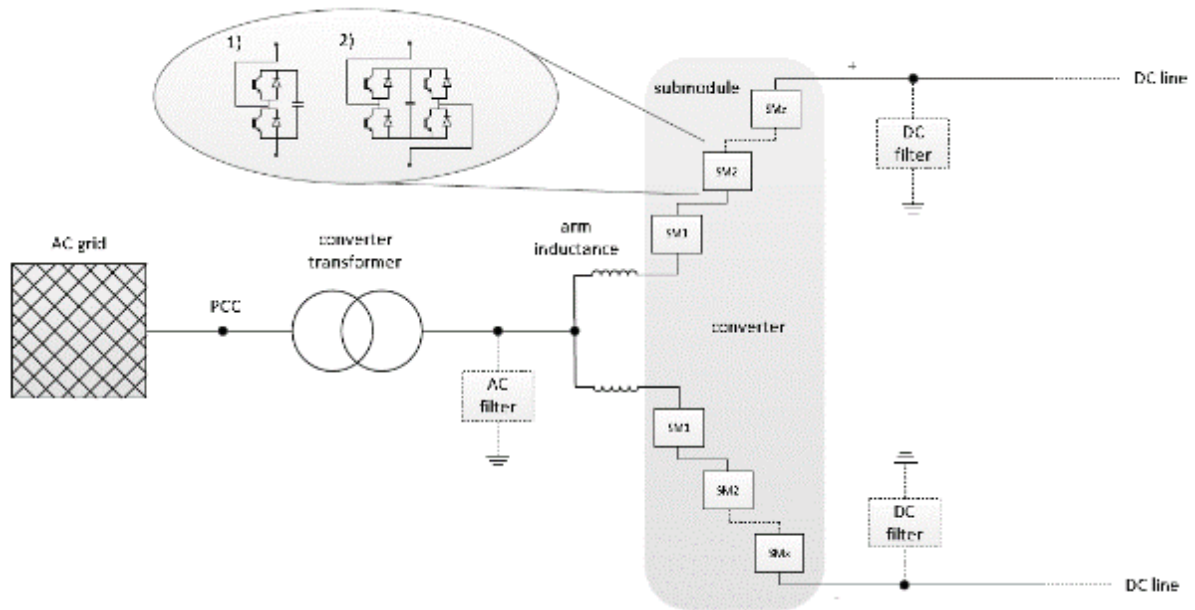 1) 2)
submodule
+
DC line
SMx
DC
filter
SM2
SM1
arm
inductance
AC grid
converter
transformer
PCC
converter
AC
filter
SM1
SM2
SMx
DC
filter
-
DC line